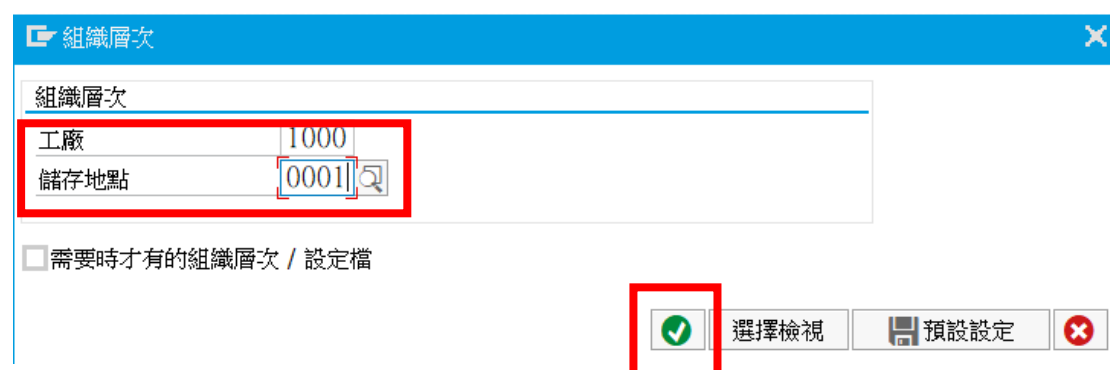 組織層次
組織層次
工廠 1000
儲存地點 0001
需要時才有的組織層次 / 設定檔
選擇檢視 預設設定